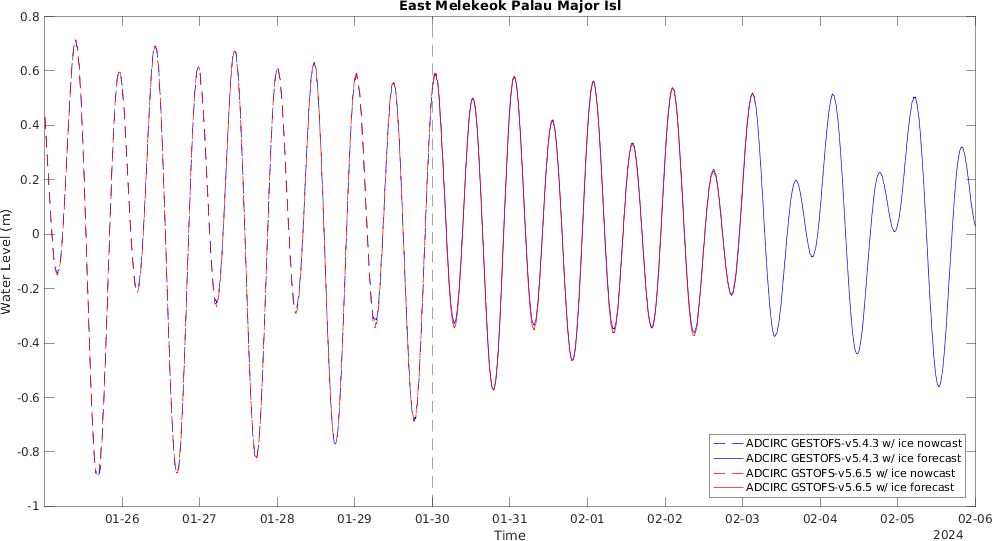 East Melekeok Palau Major Isl
0.8
0.6
0.4
0.2
0
-0.2
-0.4
-0.6
-0.8
-1
Water Level (m)
ADCIRC GESTOFS-v5.4.3 w/ ice nowcast
ADCIRC GESTOFS-v5.4.3 w/ ice forecast
ADCIRC GSTOFS-v5.6.5 w/ ice nowcast
ADCIRC GSTOFS-v5.6.5 w/ ice forecast
01-26 01-27 01-28 01-29 01-30 01-31 02-01 02-02 02-03 02-04 02-05 02-06
Time
2024